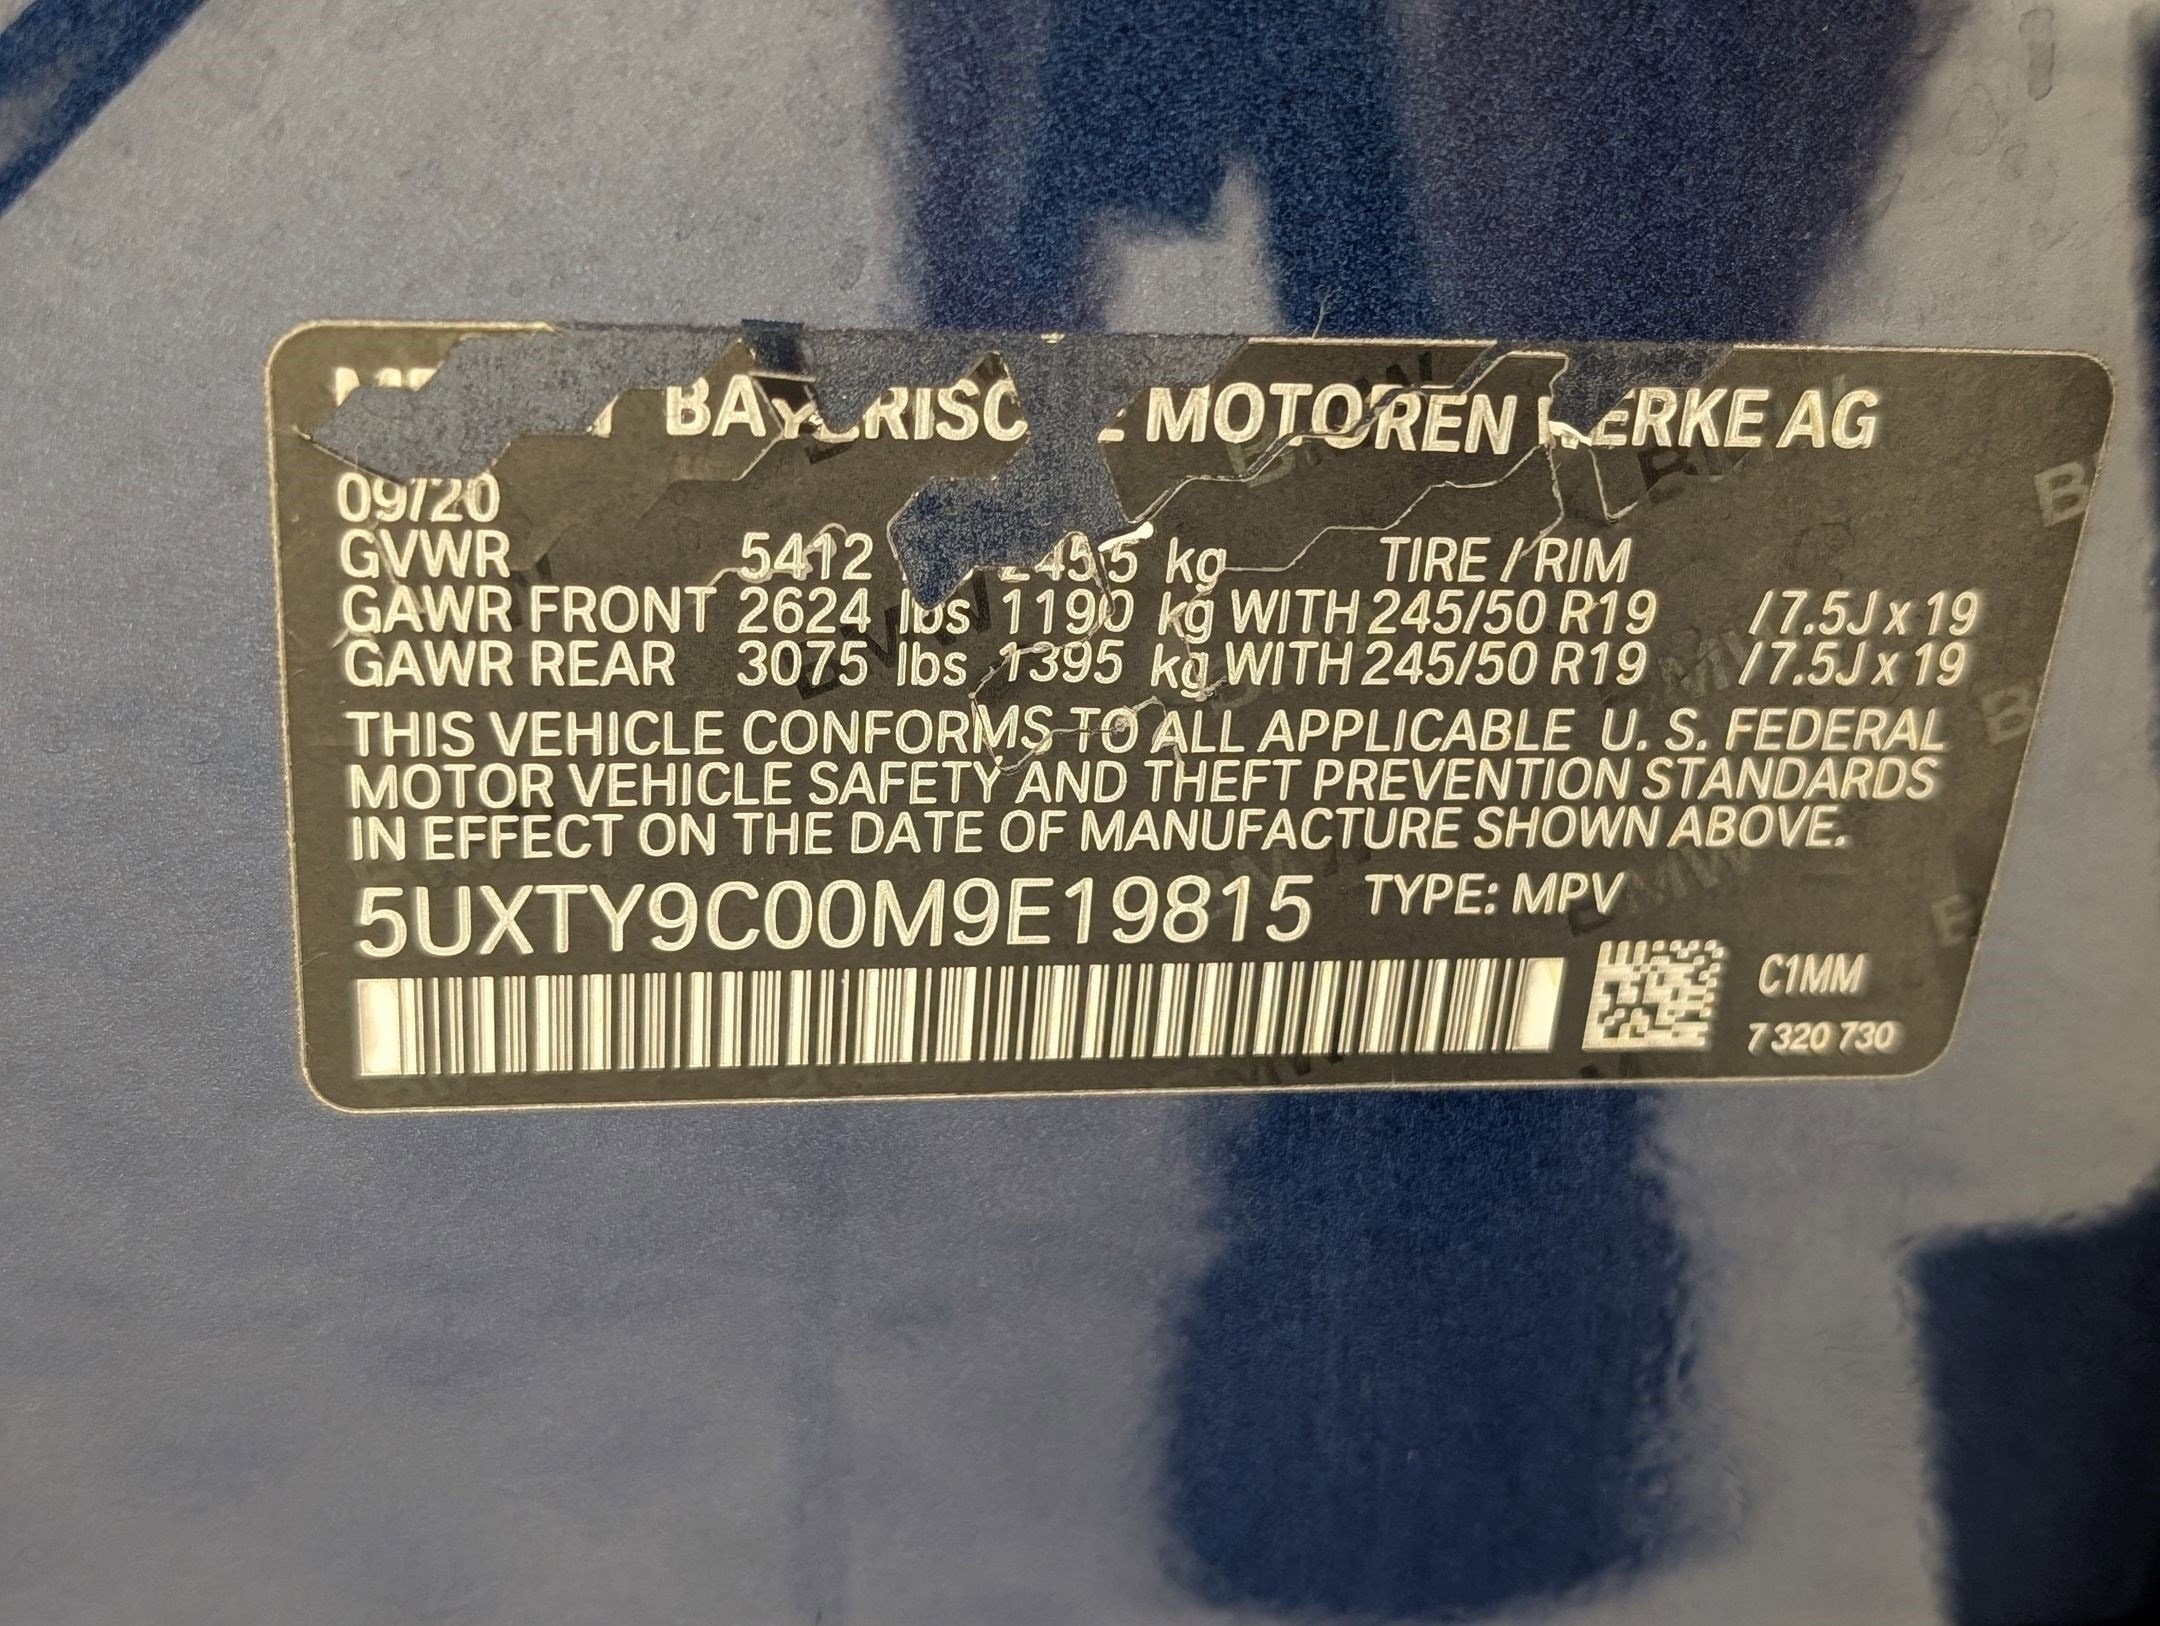 MOTOREN AG
09/20
GVWR 5412 2455 kg TIRE / RIM
GAWR FRONT 2624 lbs 1190 kg WITH 245/50 R19 / 7.5J x 19
GAWR REAR 3075 lbs 1395 kg WITH 245/50 R19 / 7.5J x 19
THIS VEHICLE CONFORMS TO ALL APPLICABLE U. S. FEDERAL
MOTOR VEHICLE SAFETY AND THEFT PREVENTION STANDARDS
IN EFFECT ON THE DATE OF MANUFACTURE SHOWN ABOVE.
5UXTY9C00M9E19815 TYPE: MPV
C1MM
7 320 730